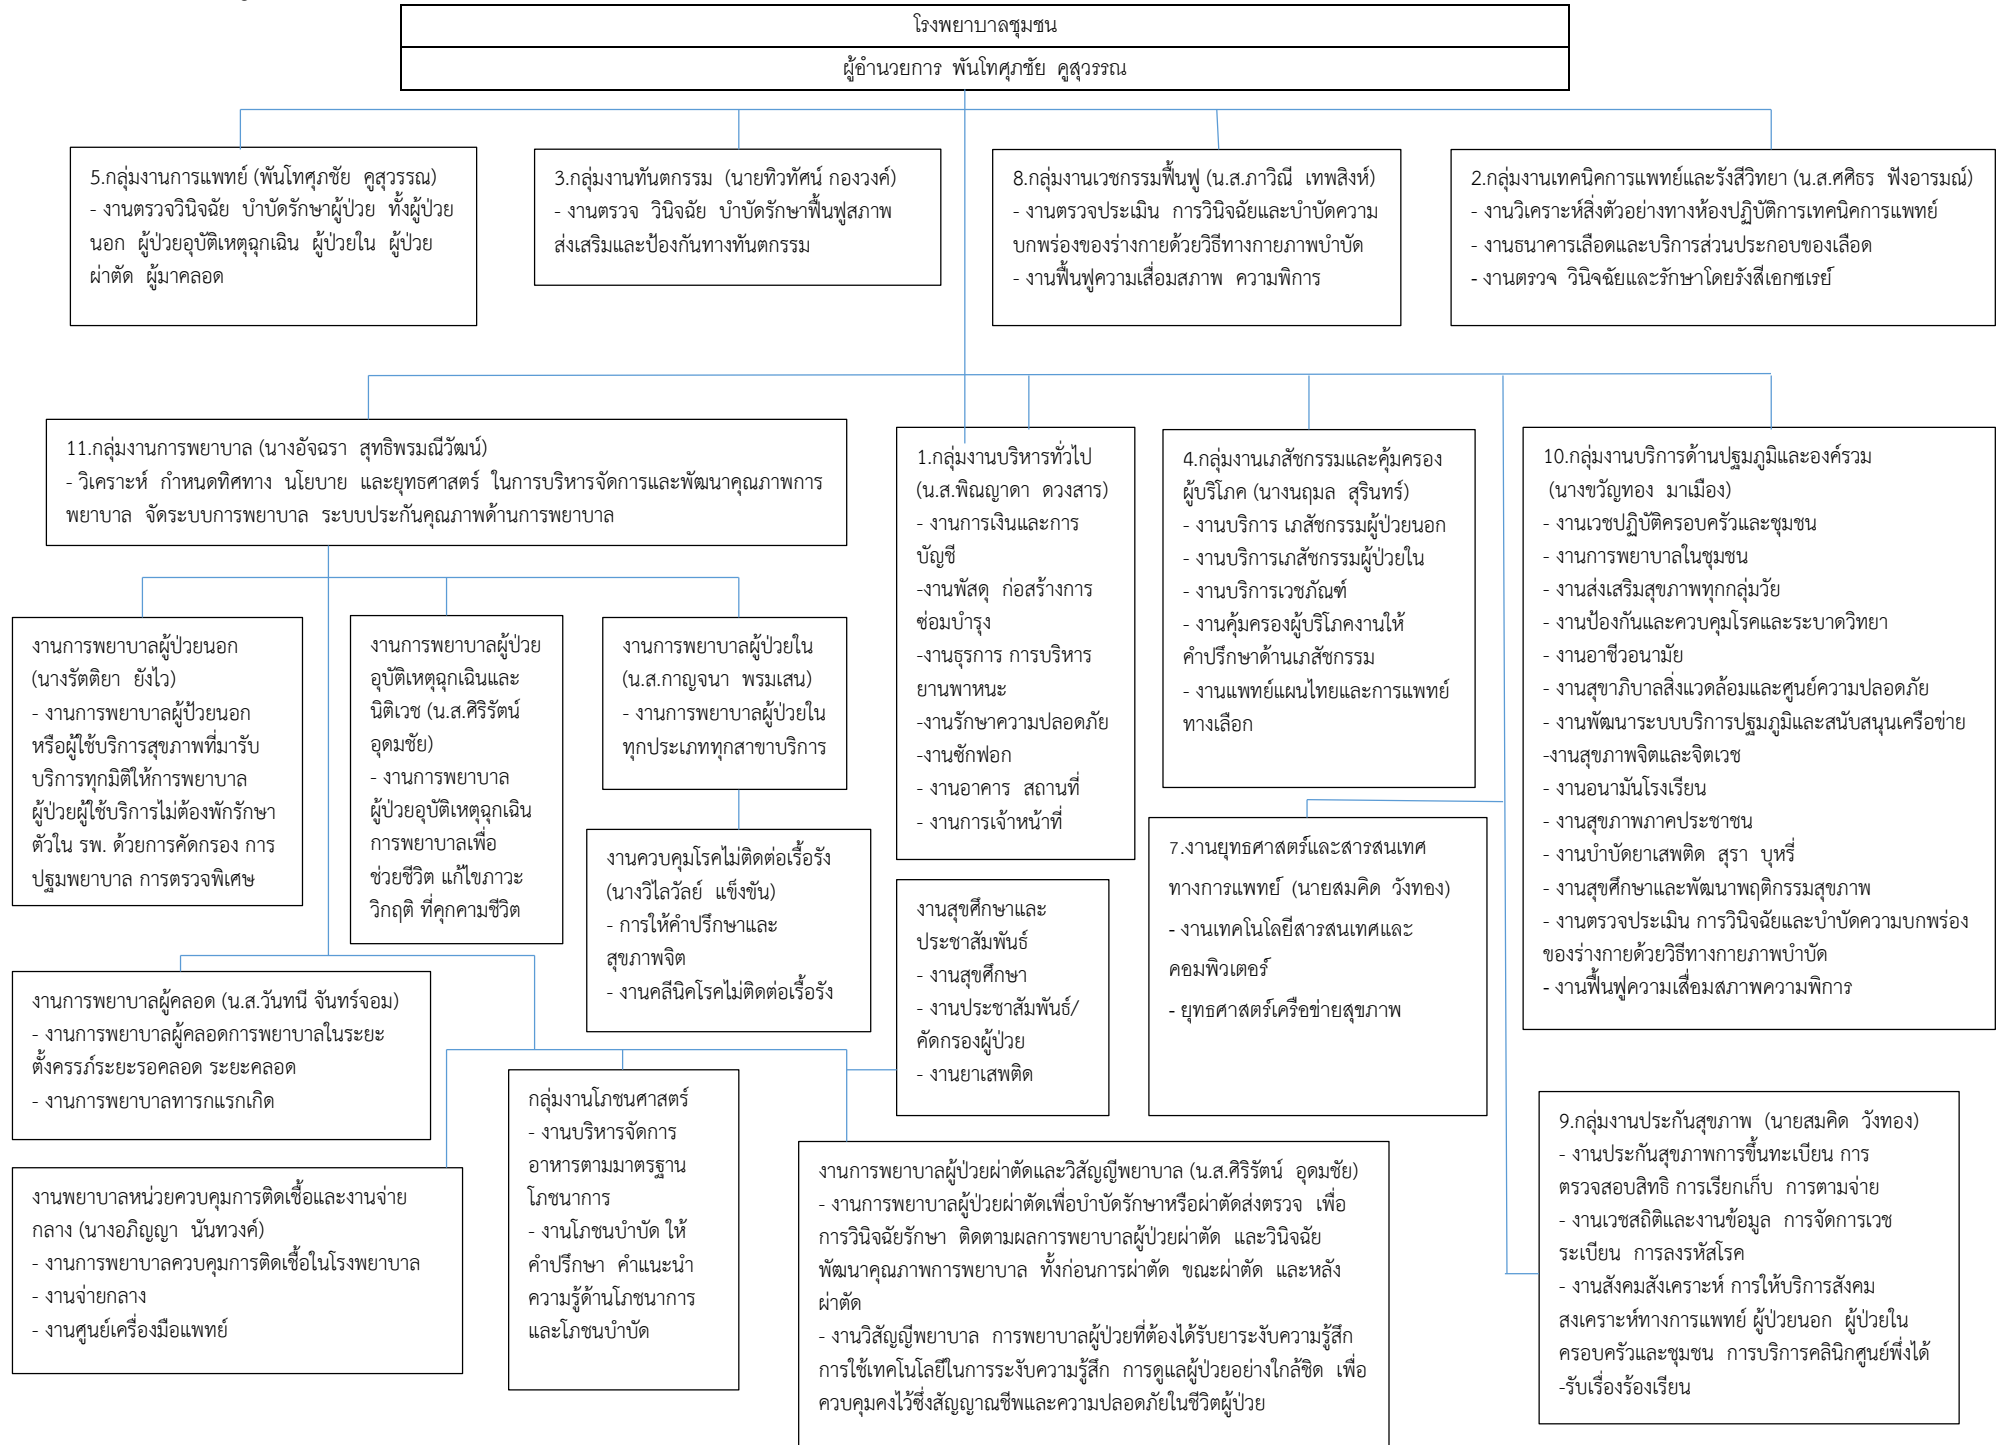 โรงพยาบาลชุมชน
ผู้อำนวยการ พันโทศุภชัย คูสุวรรณ
5.กลุ่มงานการแพทย์ (พันโทศุภชัย คูสุวรรณ)
- งานตรวจวินิจฉัย บำบัดรักษาผู้ป่วย ทั้งผู้ป่วย
นอก ผู้ป่วยอุบัติเหตุฉุกเฉิน ผู้ป่วยใน ผู้ป่วย
ผ่าตัด ผู้มาคลอด
3.กลุ่มงานทันตกรรม (นายทิวทัศน์ กองวงค์)
- งานตรวจ วินิจฉัย บำบัดรักษาฟื้นฟูสภาพ
ส่งเสริมและป้องกันทางทันตกรรม
8.กลุ่มงานเวชกรรมฟื้นฟู (น.ส.ภาวิณี เทพสิงห์)
- งานตรวจประเมิน การวินิจฉัยและบำบัดความ
บกพร่องของร่างกายด้วยวิธีทางกายภาพบำบัด
- งานฟื้นฟูความเสื่อมสภาพ ความพิการ
2.กลุ่มงานเทคนิคการแพทย์และรังสีวิทยา (น.ส.ศศิธร ฟังอารมณ์)
- งานวิเคราะห์สิ่งตัวอย่างทางห้องปฏิบัติการเทคนิคการแพทย์
- งานธนาคารเลือดและบริการส่วนประกอบของเลือด
- งานตรวจ วินิจฉัยและรักษาโดยรังสีเอกซเรย์
11.กลุ่มงานการพยาบาล (นางอัจฉรา สุทธิพรมณีวัฒน์)
- วิเคราะห์ กำหนดทิศทาง นโยบาย และยุทธศาสตร์ ในการบริหารจัดการและพัฒนาคุณภาพการ
พยาบาล จัดระบบการพยาบาล ระบบประกันคุณภาพด้านการพยาบาล
1.กลุ่มงานบริหารทั่วไป
(น.ส.พิณญาดา ดวงสาร)
- งานการเงินและการ
บัญชี
-งานพัสดุ ก่อสร้างการ
ซ่อมบำรุง
-งานธุรการ การบริหาร
ยานพาหนะ
-งานรักษาความปลอดภัย
-งานซักฟอก
- งานอาคาร สถานที่
- งานการเจ้าหน้าที่
4.กลุ่มงานเภสัชกรรมและคุ้มครอง
ผู้บริโภค (นางนฤมล สุรินทร์)
- งานบริการ เภสัชกรรมผู้ป่วยนอก
- งานบริการเภสัชกรรมผู้ป่วยใน
- งานบริการเวชภัณฑ์
- งานคุ้มครองผู้บริโภคงานให้
คำปรึกษาด้านเภสัชกรรม
- งานแพทย์แผนไทยและการแพทย์
ทางเลือก
10.กลุ่มงานบริการด้านปฐมภูมิและองค์รวม
(นางขวัญทอง มาเมือง)
- งานเวชปฏิบัติครอบครัวและชุมชน
- งานการพยาบาลในชุมชน
- งานส่งเสริมสุขภาพทุกกลุ่มวัย
- งานป้องกันและควบคุมโรคและระบาดวิทยา
- งานอาชีวอนามัย
- งานสุขาภิบาลสิ่งแวดล้อมและศูนย์ความปลอดภัย
- งานพัฒนาระบบบริการปฐมภูมิและสนับสนุนเครือข่าย
-งานสุขภาพจิตและจิตเวช
- งานอนามันโรงเรียน
- งานสุขภาพภาคประชาชน
- งานบำบัดยาเสพติด สุรา บุหรี่
- งานสุขศึกษาและพัฒนาพฤติกรรมสุขภาพ
- งานตรวจประเมิน การวินิจฉัยและบำบัดความบกพร่อง
ของร่างกายด้วยวิธีทางกายภาพบำบัด
- งานฟื้นฟูความเสื่อมสภาพความพิการ
งานการพยาบาลผู้ป่วยนอก
(นางรัตติยา ยังไว)
- งานการพยาบาลผู้ป้วยนอก
หรือผู้ใช้บริการสุขภาพที่มารับ
บริการทุกมิติให้การพยาบาล
ผู้ป่วยผู้ใช้บริการไม่ต้องพักรักษา
ตัวใน รพ. ด้วยการคัดกรอง การ
ปฐมพยาบาล การตรวจพิเศษ
งานการพยาบาลผู้ป่วย
อุบัติเหตุฉุกเฉินและ
นิติเวช (น.ส.ศิริรัตน์
อุดมชัย)
- งานการพยาบาล
ผู้ป่วยอุบัติเหตุฉุกเฉิน
การพยาบาลเพื่อ
ช่วยชีวิต แก้ไขภาวะ
วิกฤติ ที่คุกคามชีวิต
งานการพยาบาลผู้ป่วยใน
(น.ส.กาญจนา พรมเสน)
- งานการพยาบาลผู้ป่วยใน
ทุกประเภททุกสาขาบริการ
งานควบคุมโรคไม่ติดต่อเรื้อรัง
(นางวิไลวัลย์ แข็งขัน)
- การให้คำปรึกษาและ
สุขภาพจิต
- งานคลีนิคโรคไม่ติดต่อเรื้อรัง
7.งานยุทธศาสตร์และสารสนเทศ
ทางการแพทย์ (นายสมคิด วังทอง)
- งานเทคโนโลยีสารสนเทศและ
คอมพิวเตอร์
- ยุทธศาสตร์เครือข่ายสุขภาพ
งานสุขศึกษาและ
ประชาสัมพันธ์
- งานสุขศึกษา
- งานประชาสัมพันธ์/
คัดกรองผู้ป่วย
- งานยาเสพติด
งานการพยาบาลผู้คลอด (น.ส.วันทนี จันทร์จอม)
- งานการพยาบาลผู้คลอดการพยาบาลในระยะ
ตั้งครรภ์ระยะรอคลอด ระยะคลอด
- งานการพยาบาลทารกแรกเกิด
กลุ่มงานโภชนศาสตร์
- งานบริหารจัดการ
อาหารตามมาตรฐาน
โภชนาการ
- งานโภชนบำบัด ให้
คำปรึกษา คำแนะนำ
ความรู้ด้านโภชนาการ
และโภชนบำบัด
9.กลุ่มงานประกันสุขภาพ (นายสมคิด วังทอง)
- งานประกันสุขภาพการขึ้นทะเบียน การ
ตรวจสอบสิทธิ การเรียกเก็บ การตามจ่าย
- งานเวชสถิติและงานข้อมูล การจัดการเวช
ระเบียน การลงรหัสโรค
- งานสังคมสังเคราะห์ การให้บริการสังคม
สงเคราะห์ทางการแพทย์ ผู้ป่วยนอก ผู้ป่วยใน
ครอบครัวและชุมชน การบริการคลินิกศูนย์พึ่งได้
-รับเรื่องร้องเรียน
งานพยาบาลหน่วยควบคุมการติดเชื้อและงานจ่าย
กลาง (นางอภิญญา นันทวงค์)
- งานการพยาบาลควบคุมการติดเชื้อในโรงพยาบาล
- งานจ่ายกลาง
- งานศูนย์เครื่องมือแพทย์
งานการพยาบาลผู้ป่วยผ่าตัดและวิสัญญีพยาบาล (น.ส.ศิริรัตน์ อุดมชัย)
- งานการพยาบาลผู้ป่วยผ่าตัดเพื่อบำบัดรักษาหรือผ่าตัดส่งตรวจ เพื่อ
การวินิจฉัยรักษา ติดตามผลการพยาบาลผู้ป่วยผ่าตัด และวินิจฉัย
พัฒนาคุณภาพการพยาบาล ทั้งก่อนการผ่าตัด ขณะผ่าตัด และหลัง
ผ่าตัด
- งานวิสัญญีพยาบาล การพยาบาลผู้ป่วยที่ต้องได้รับยาระงับความรู้สึก
การใช้เทคโนโลยีในการระงับความรู้สึก การดูแลผู้ป่วยอย่างใกล้ชิด เพื่อ
ควบคุมคงไว้ซึ่งสัญญาณชีพและความปลอดภัยในชีวิตผู้ป่วย